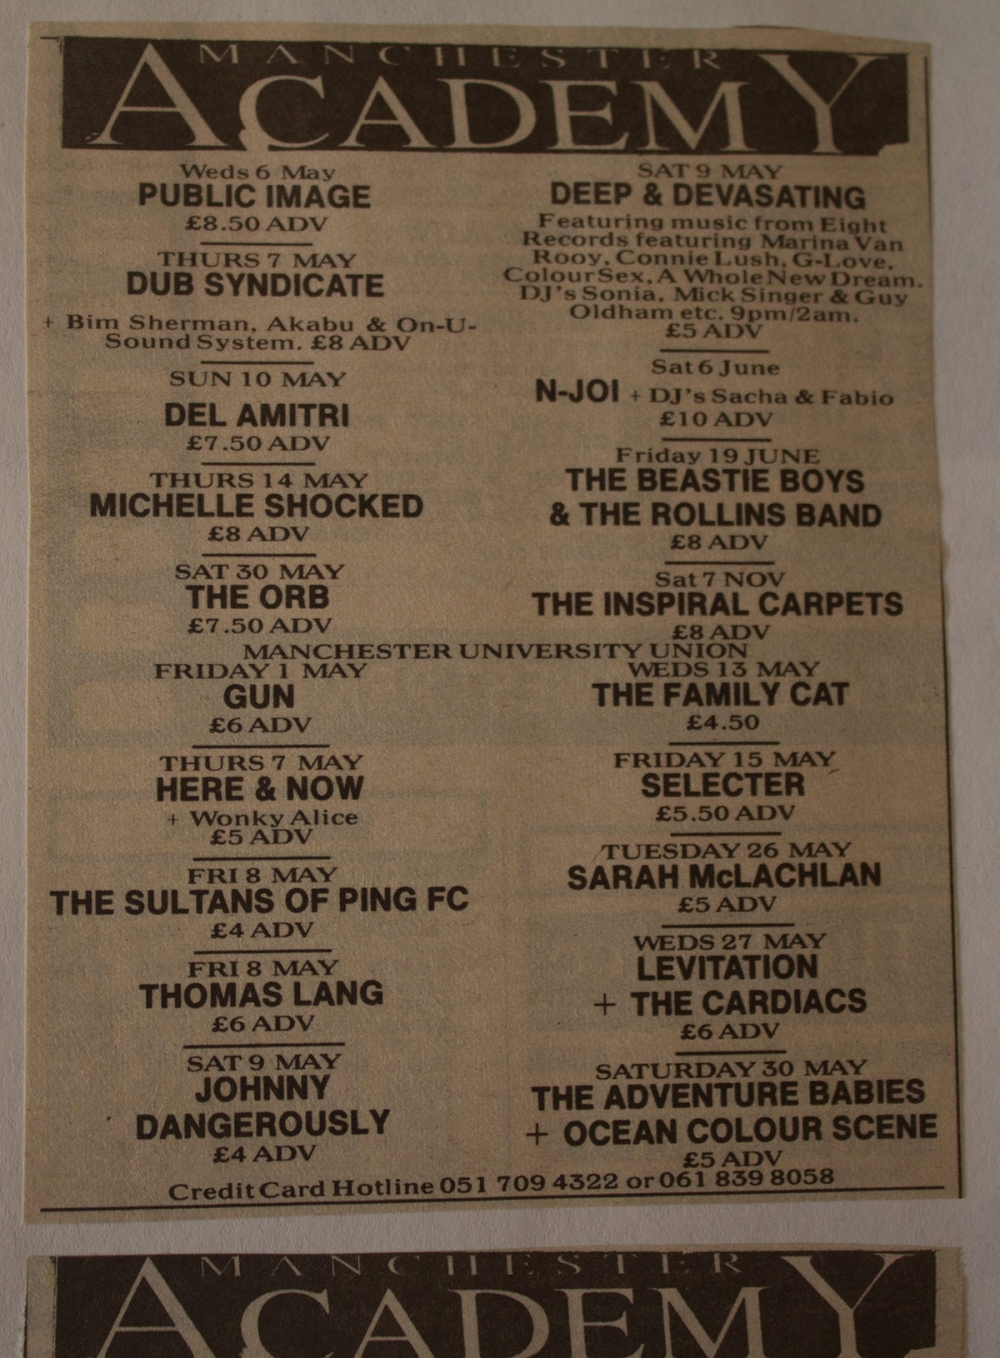 MANCHESTER
ACADEMY
Weds 6 May
PUBLIC IMAGE
£8.50 ADV
THURS 7 MAY
DUB SYNDICATE
+ Bim Sherman, Akabu & On-U-
Sound System. £8 ADV
SUN 10 MAY
DEL AMITRI
£7.50 ADV
THURS 14 MAY
MICHELLE SHOCKED
£8 ADV
SAT 30 MAY
THE ORB
£7.50 ADV
SAT 9 MAY
DEEP & DEVASATING
Featuring music from Eight
Records featuring Marina Van
Rooy, Connie Lush, G-Love,
ColourSex, A Whole New Dream.
DJ's Sonia, Mick Singer & Guy
Oldham etc. 9pm/2am.
£5 ADV
Sat 6 June
N-JOI + DJ's Sacha & Fabio
£10 ADV
Friday 19 JUNE
THE BEASTIE BOYS
& THE ROLLINS BAND
£8 ADV
Sat 7 NOV
THE INSPIRAL CARPETS
£8 ADV
MANCHESTER UNIVERSITY UNION
FRIDAY 1 MAY
GUN
£6 ADV
THURS 7 MAY
HERE & NOW
+ Wonky Alice
£5 ADV
FRI 8 MAY
THE SULTANS OF PING FC
£4 ADV
FRI 8 MAY
THOMAS LANG
£6 ADV
SAT 9 MAY
JOHNNY
DANGEROUSLY
£4 ADV
WEDS 13 MAY
THE FAMILY CAT
£4.50
FRIDAY 15 MAY
SELECTER
£5.50 ADV
TUESDAY 26 MAY
SARAH McLACHLAN
£5 ADV
WEDS 27 MAY
LEVITATION
+ THE CARDIACS
£6 ADV
SATURDAY 30 MAY
THE ADVENTURE BABIES
+ OCEAN COLOUR SCENE
£5 ADV
Credit Card Hotline 051 709 4322 or 061 839 8058
MANCHESTER
ACADEMY